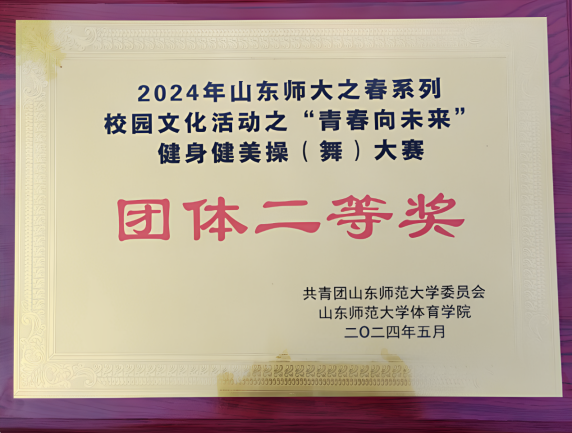 2024年山东师大之春系列
校园文化活动之“青春向未来”
健身健美操（舞）大赛
团体二等奖
共青团山东师范大学委员会
山东师范大学体育学院
二〇二四年五月